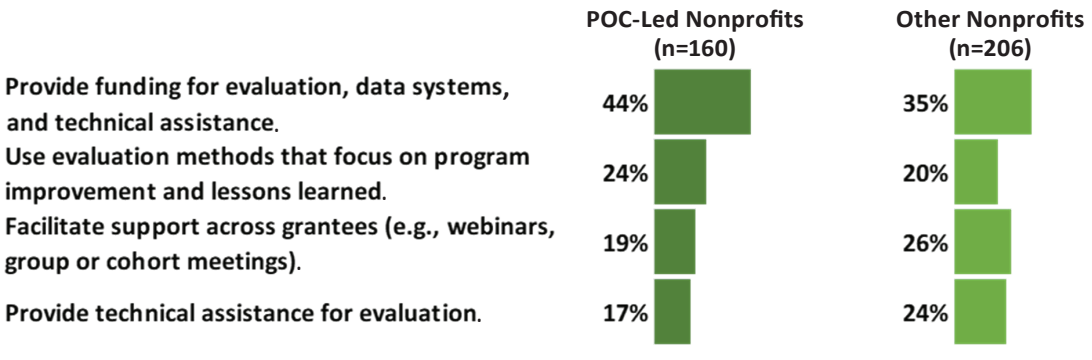 POC-Led Nonprofits Other Nonprofits
(n=160) (n=206)
Provide funding for evaluation, data systems,
and technical assistance.
44% 35%
Use evaluation methods that focus on program
improvement and lessons learned.
24% 20%
Facilitate support across grantees (e.g., webinars,
group or cohort meetings).
19% 26%
Provide technical assistance for evaluation.
17% 24%